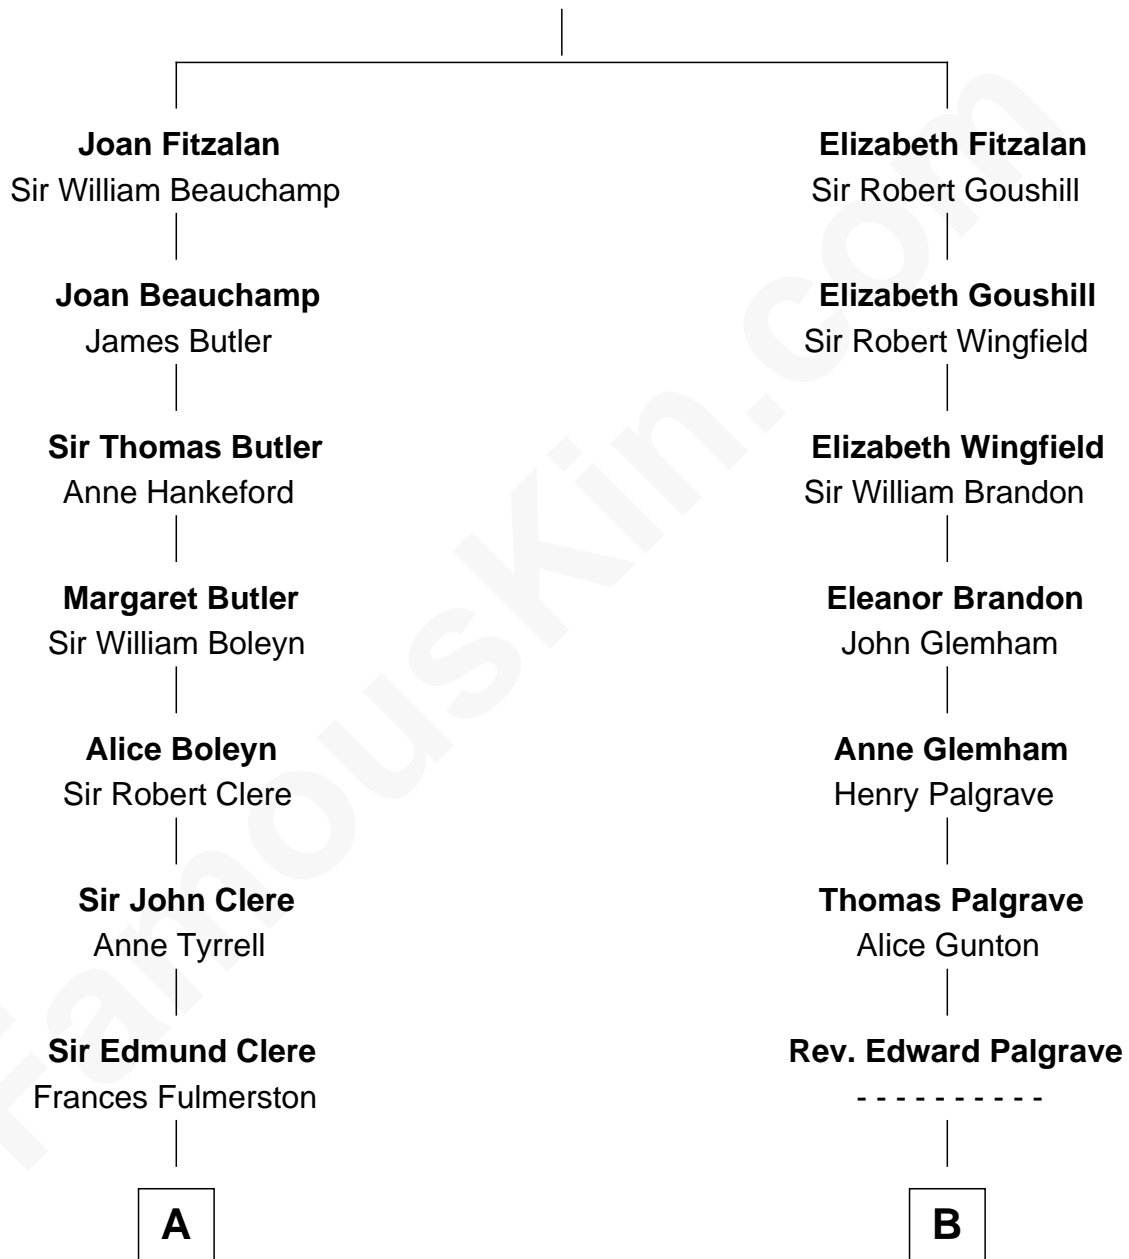 Joan Fitzalan
Sir William Beauchamp
Joan Beauchamp
James Butler
Sir Thomas Butler
Anne Hankeford
Margaret Butler
Sir William Boleyn
Alice Boleyn
Sir Robert Clere
Sir John Clere
Anne Tyrrell
Sir Edmund Clere
Frances Fulmerston
A
Elizabeth Fitzalan
Sir Robert Goushill
Elizabeth Goushill
Sir Robert Wingfield
Elizabeth Wingfield
Sir William Brandon
Eleanor Brandon
John Glemham
Anne Glemham
Henry Palgrave
Thomas Palgrave
Alice Gunton
Rev. Edward Palgrave
- - - - - - - - - -
B
FamousKin.com